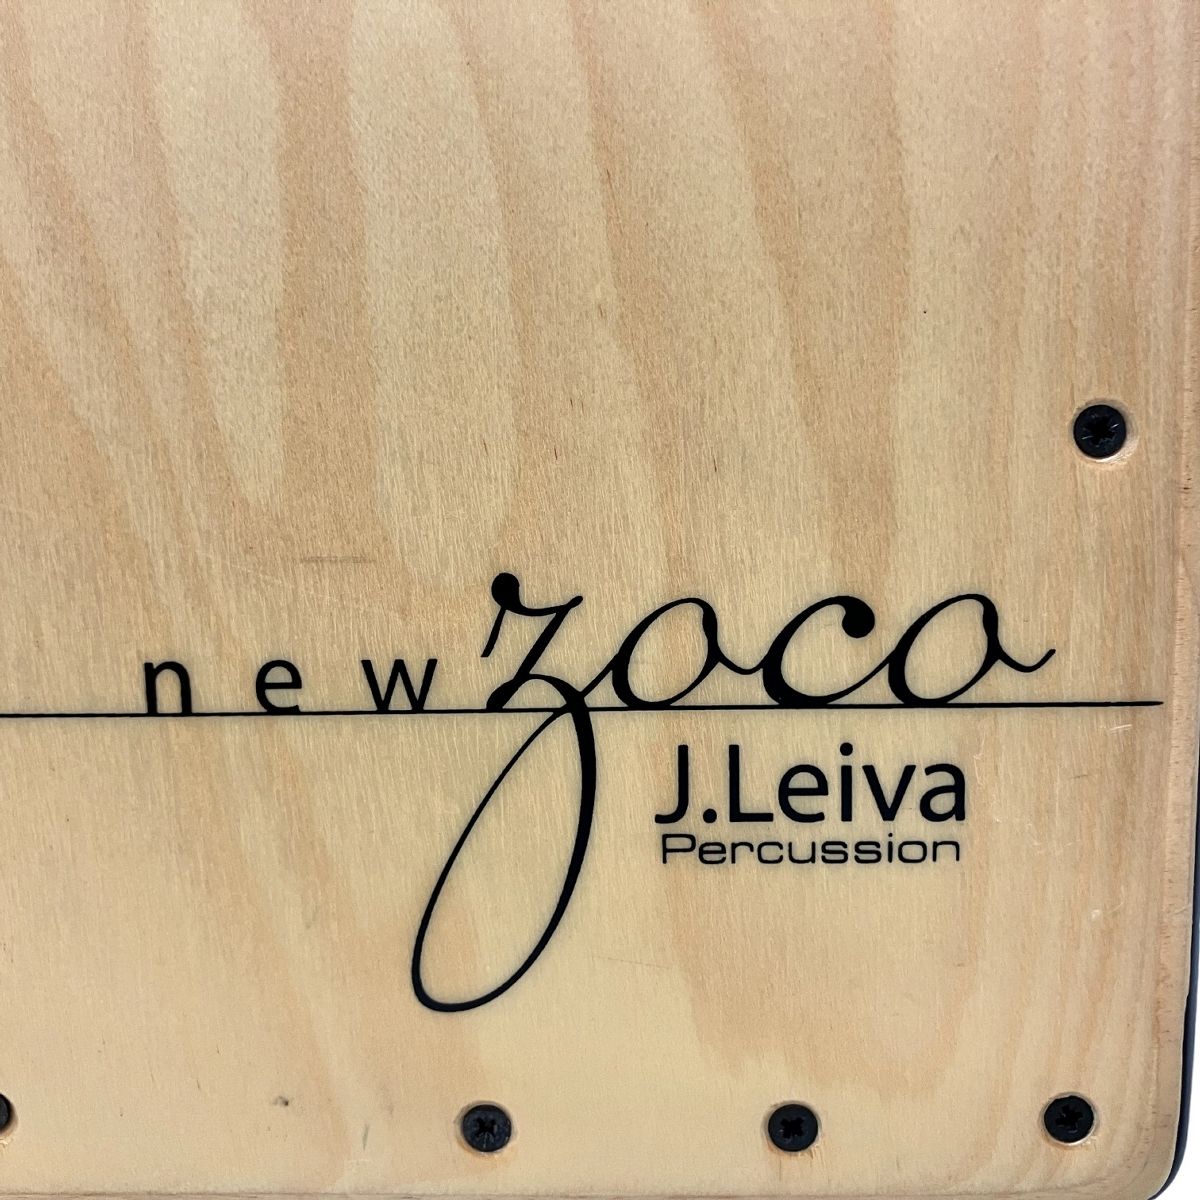 new zoco
J.Leiva
Percussion